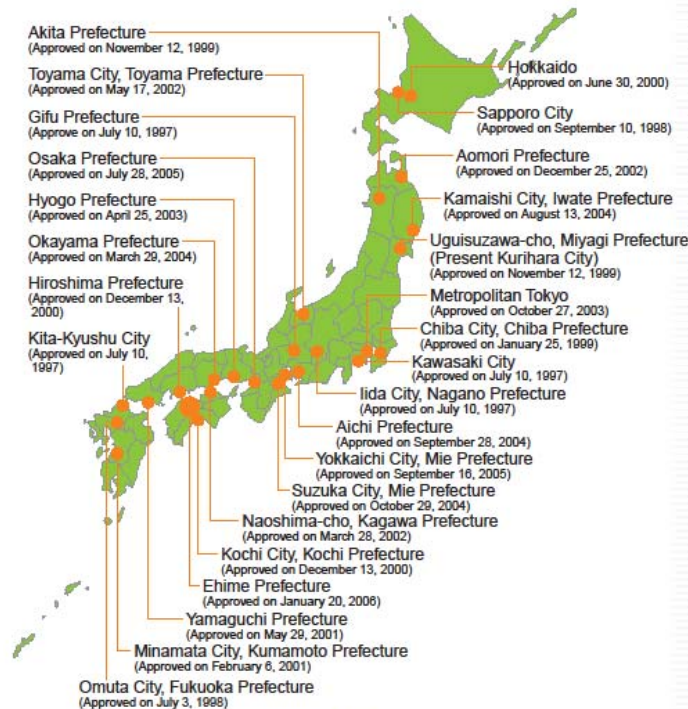 Akita Prefecture
(Approved on November 12, 1999)
Toyama City, Toyama Prefecture
(Approved on May 17, 2002)
Gifu Prefecture
(Approve on July 10, 1997)
Osaka Prefecture
(Approved on July 28, 2005)
Hyogo Prefecture
(Approved on April 25, 2003)
Okayama Prefecture
(Approved on March 29, 2004)
Hiroshima Prefecture
(Approved on December 13,
2000)
Kita-Kyushu City
(Approved on July 10,
1997)
Hokkaido
(Approved on June 30, 2000)
Sapporo City
(Approved on September 10, 1998)
Aomori Prefecture
(Approved on December 25, 2002)
Kamaishi City, Iwate Prefecture
(Approved on August 13, 2004)
Uguisuzawa-cho, Miyagi Prefecture
(Present Kurihara City)
(Approved on November 12, 1999)
Metropolitan Tokyo
(Approved on October 27, 2003)
Chiba City, Chiba Prefecture
(Approved on January 25, 1999)
Kawasaki City
(Approved on July 10, 1997)
Iida City, Nagano Prefecture
(Approved on July 10, 1997)
Aichi Prefecture
(Approved on September 28, 2004)
Yokkaichi City, Mie Prefecture
(Approved on September 16, 2005)
Suzuka City, Mie Prefecture
(Approved on October 29, 2004)
Naoshima-cho, Kagawa Prefecture
(Approved on March 28, 2002)
Kochi City, Kochi Prefecture
(Approved on December 13, 2000)
Ehime Prefecture
(Approved on January 20, 2006)
Yamaguchi Prefecture
(Approved on May 29, 2001)
Minamata City, Kumamoto Prefecture
(Approved on February 6, 2001)
Omuta City, Fukuoka Prefecture
(Approved on July 3, 1998)